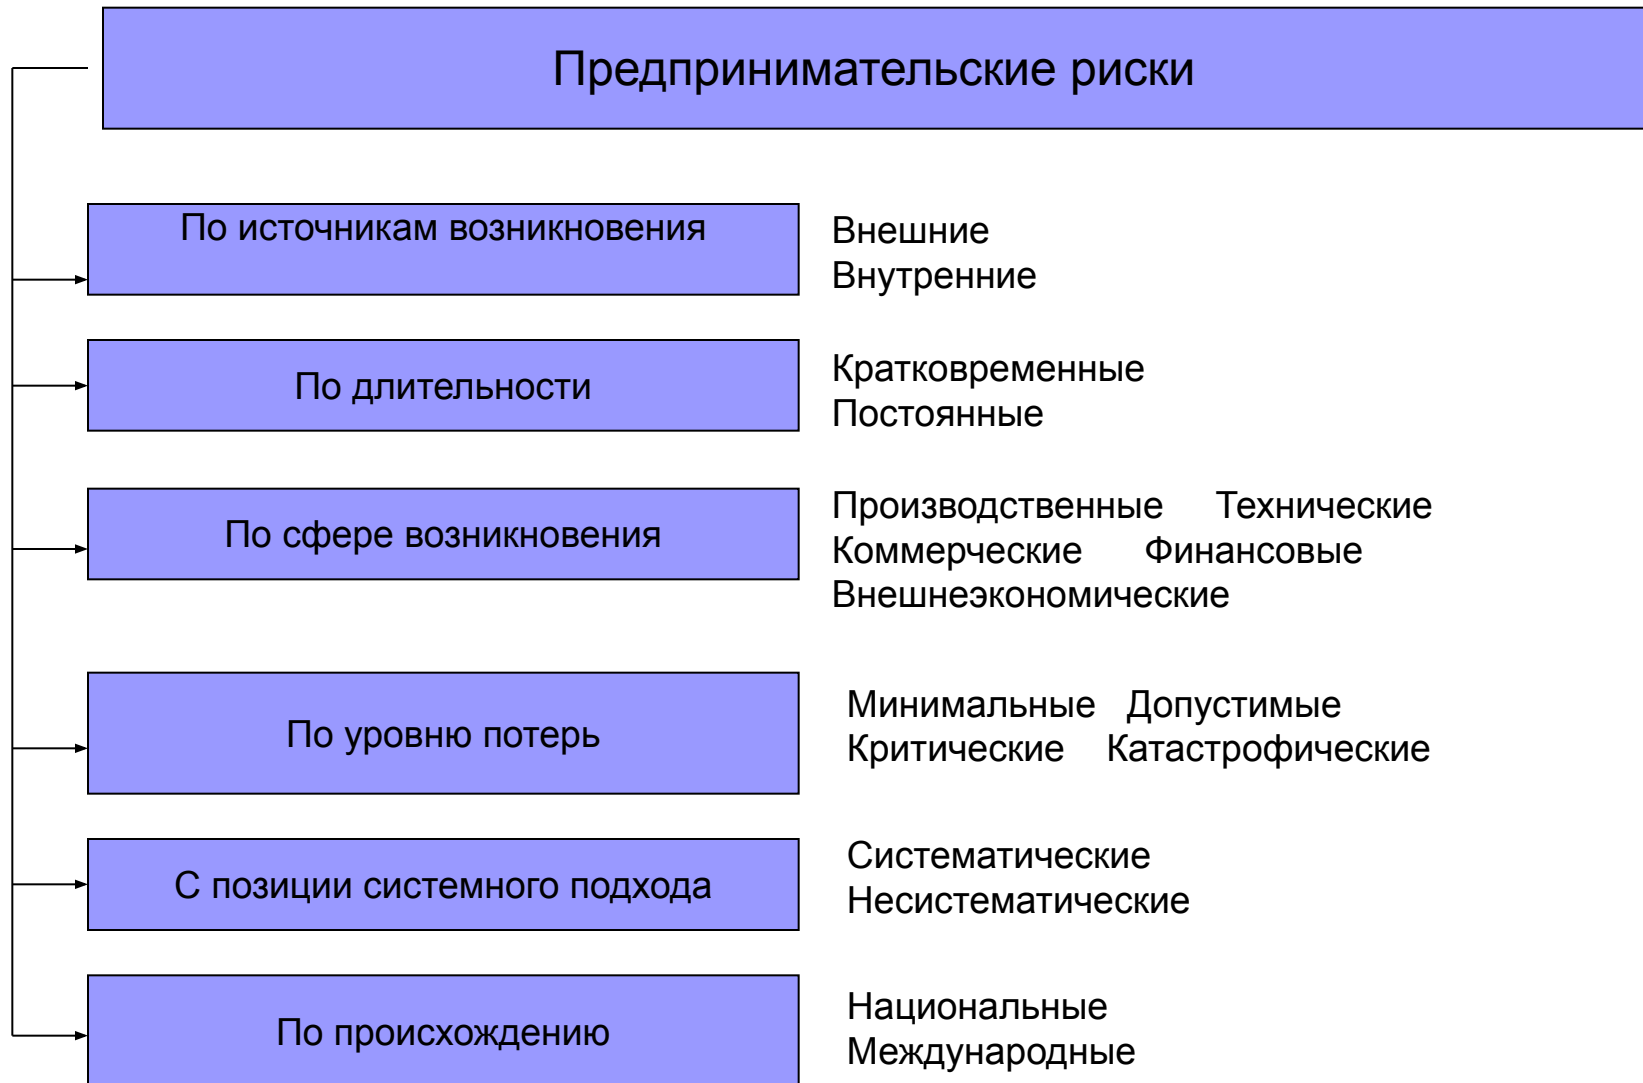 Предпринимательские риски
По источникам возникновения
Внешние
Внутренние
По длительности
Кратковременные
Постоянные
По сфере возникновения
Производственные Технические
Коммерческие Финансовые
Внешнеэкономические
По уровню потерь
Минимальные Допустимые
Критические Катастрофические
С позиции системного подхода
Систематические
Несистематические
По происхождению
Национальные
Международные